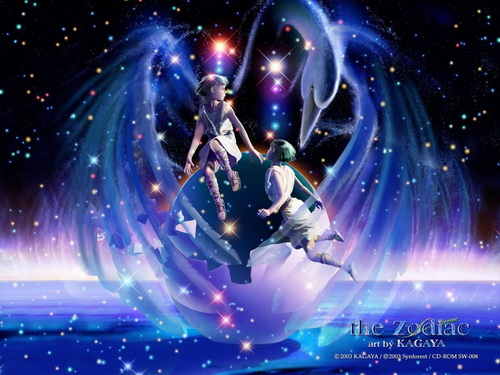 the Zodiac
art by KAGAYA
©2003 KAGAYA / ℗2003 Synforest / CD-ROM SW-008